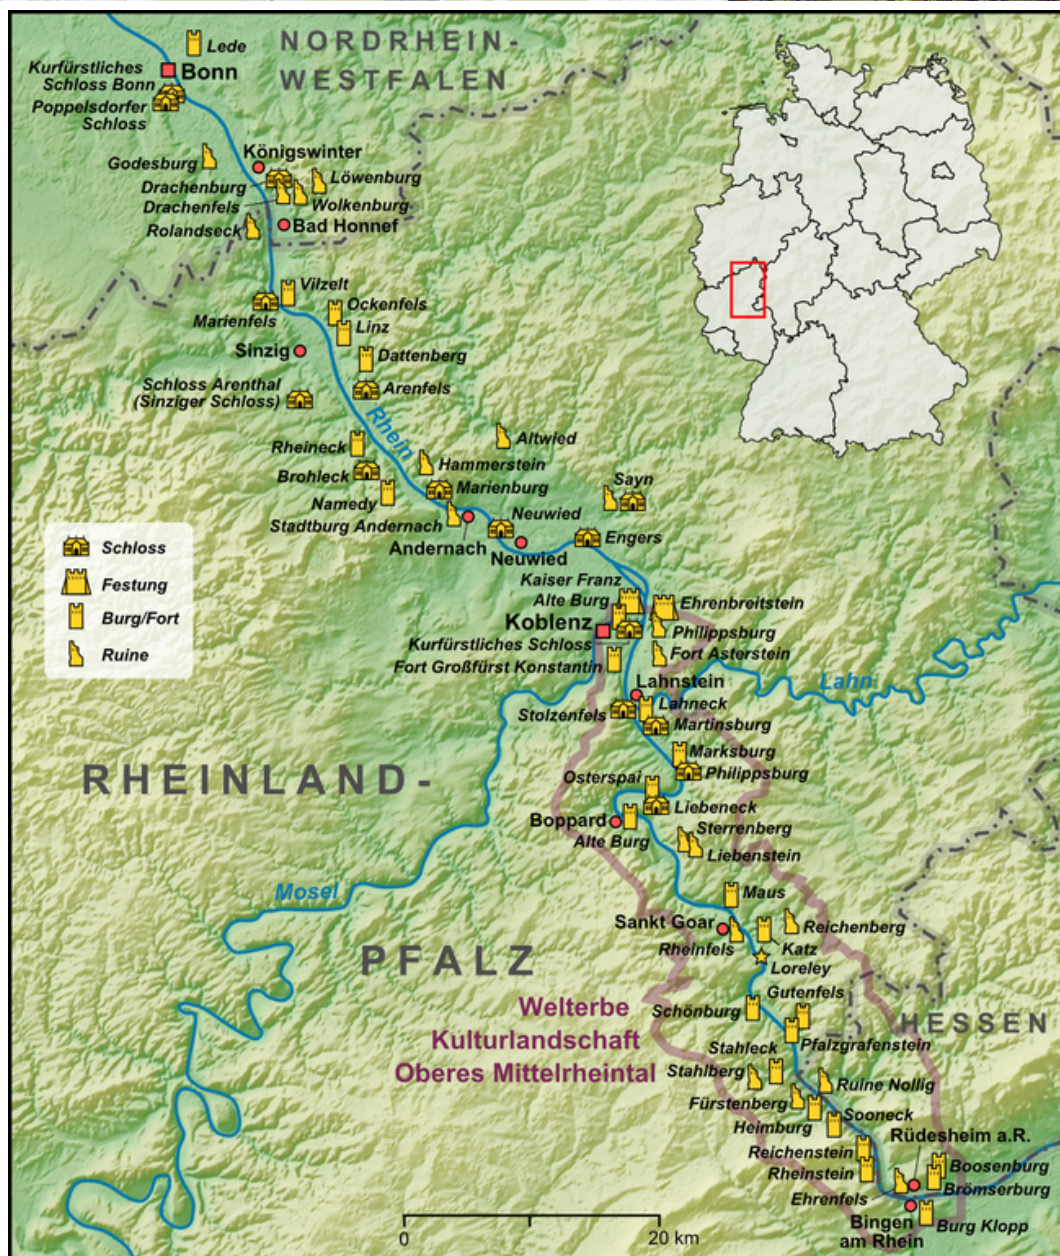 NORDRHEIN-
WESTFALEN
Lede
Bonn
Kurfürstliches
Schloss Bonn
Poppelsdorfer
Schloss
Godesburg
Königswinter
Drachenburg
Löwenburg
Drachenfels
Wolkenburg
Rolandseck
Bad Honnef
Vilzelt
Marienfels
Ockenfels
Linz
Sinzig
Dattenberg
Schloss Arenthal
(Sinziger Schloss)
Arenfels
Rhein
Rheineck
Altwied
Hammerstein
Brohleck
Marienburg
Sayn
Namedy
Stadtburg Andernach
Neuwied
Andernach
Neuwied
Engers
Schloss
Festung
Burg/Fort
Ruine
Kaiser Franz
Alte Burg
Ehrenbreitstein
Koblenz
Philippsburg
Kurfürstliches Schloss
Fort Asterstein
Fort Großfürst Konstantin
Lahnstein
Lahn
Lahneck
Stolzenfels
Martinsburg
Marksburg
RHEINLAND-
Osterspai
Philippsburg
Liebeneck
Boppard
Alte Burg
Sterrenberg
Liebenstein
Mosel
Maus
Sankt Goar
Reichenberg
Rheinfels
Katz
PFALZ
Loreley
Gutenfels
Welterbe
Kulturlandschaft
Oberes Mittelrheintal
Schönburg
HESSEN
Pfalzgrafenstein
Stahleck
Stahlberg
Ruine Nollig
Fürstenberg
Sooneck
Heimburg
Rüdesheim a.R.
Reichenstein
Boosenburg
Rheinstein
Brömserburg
Ehrenfels
Bingen
am Rhein
Burg Klopp
0
20 km